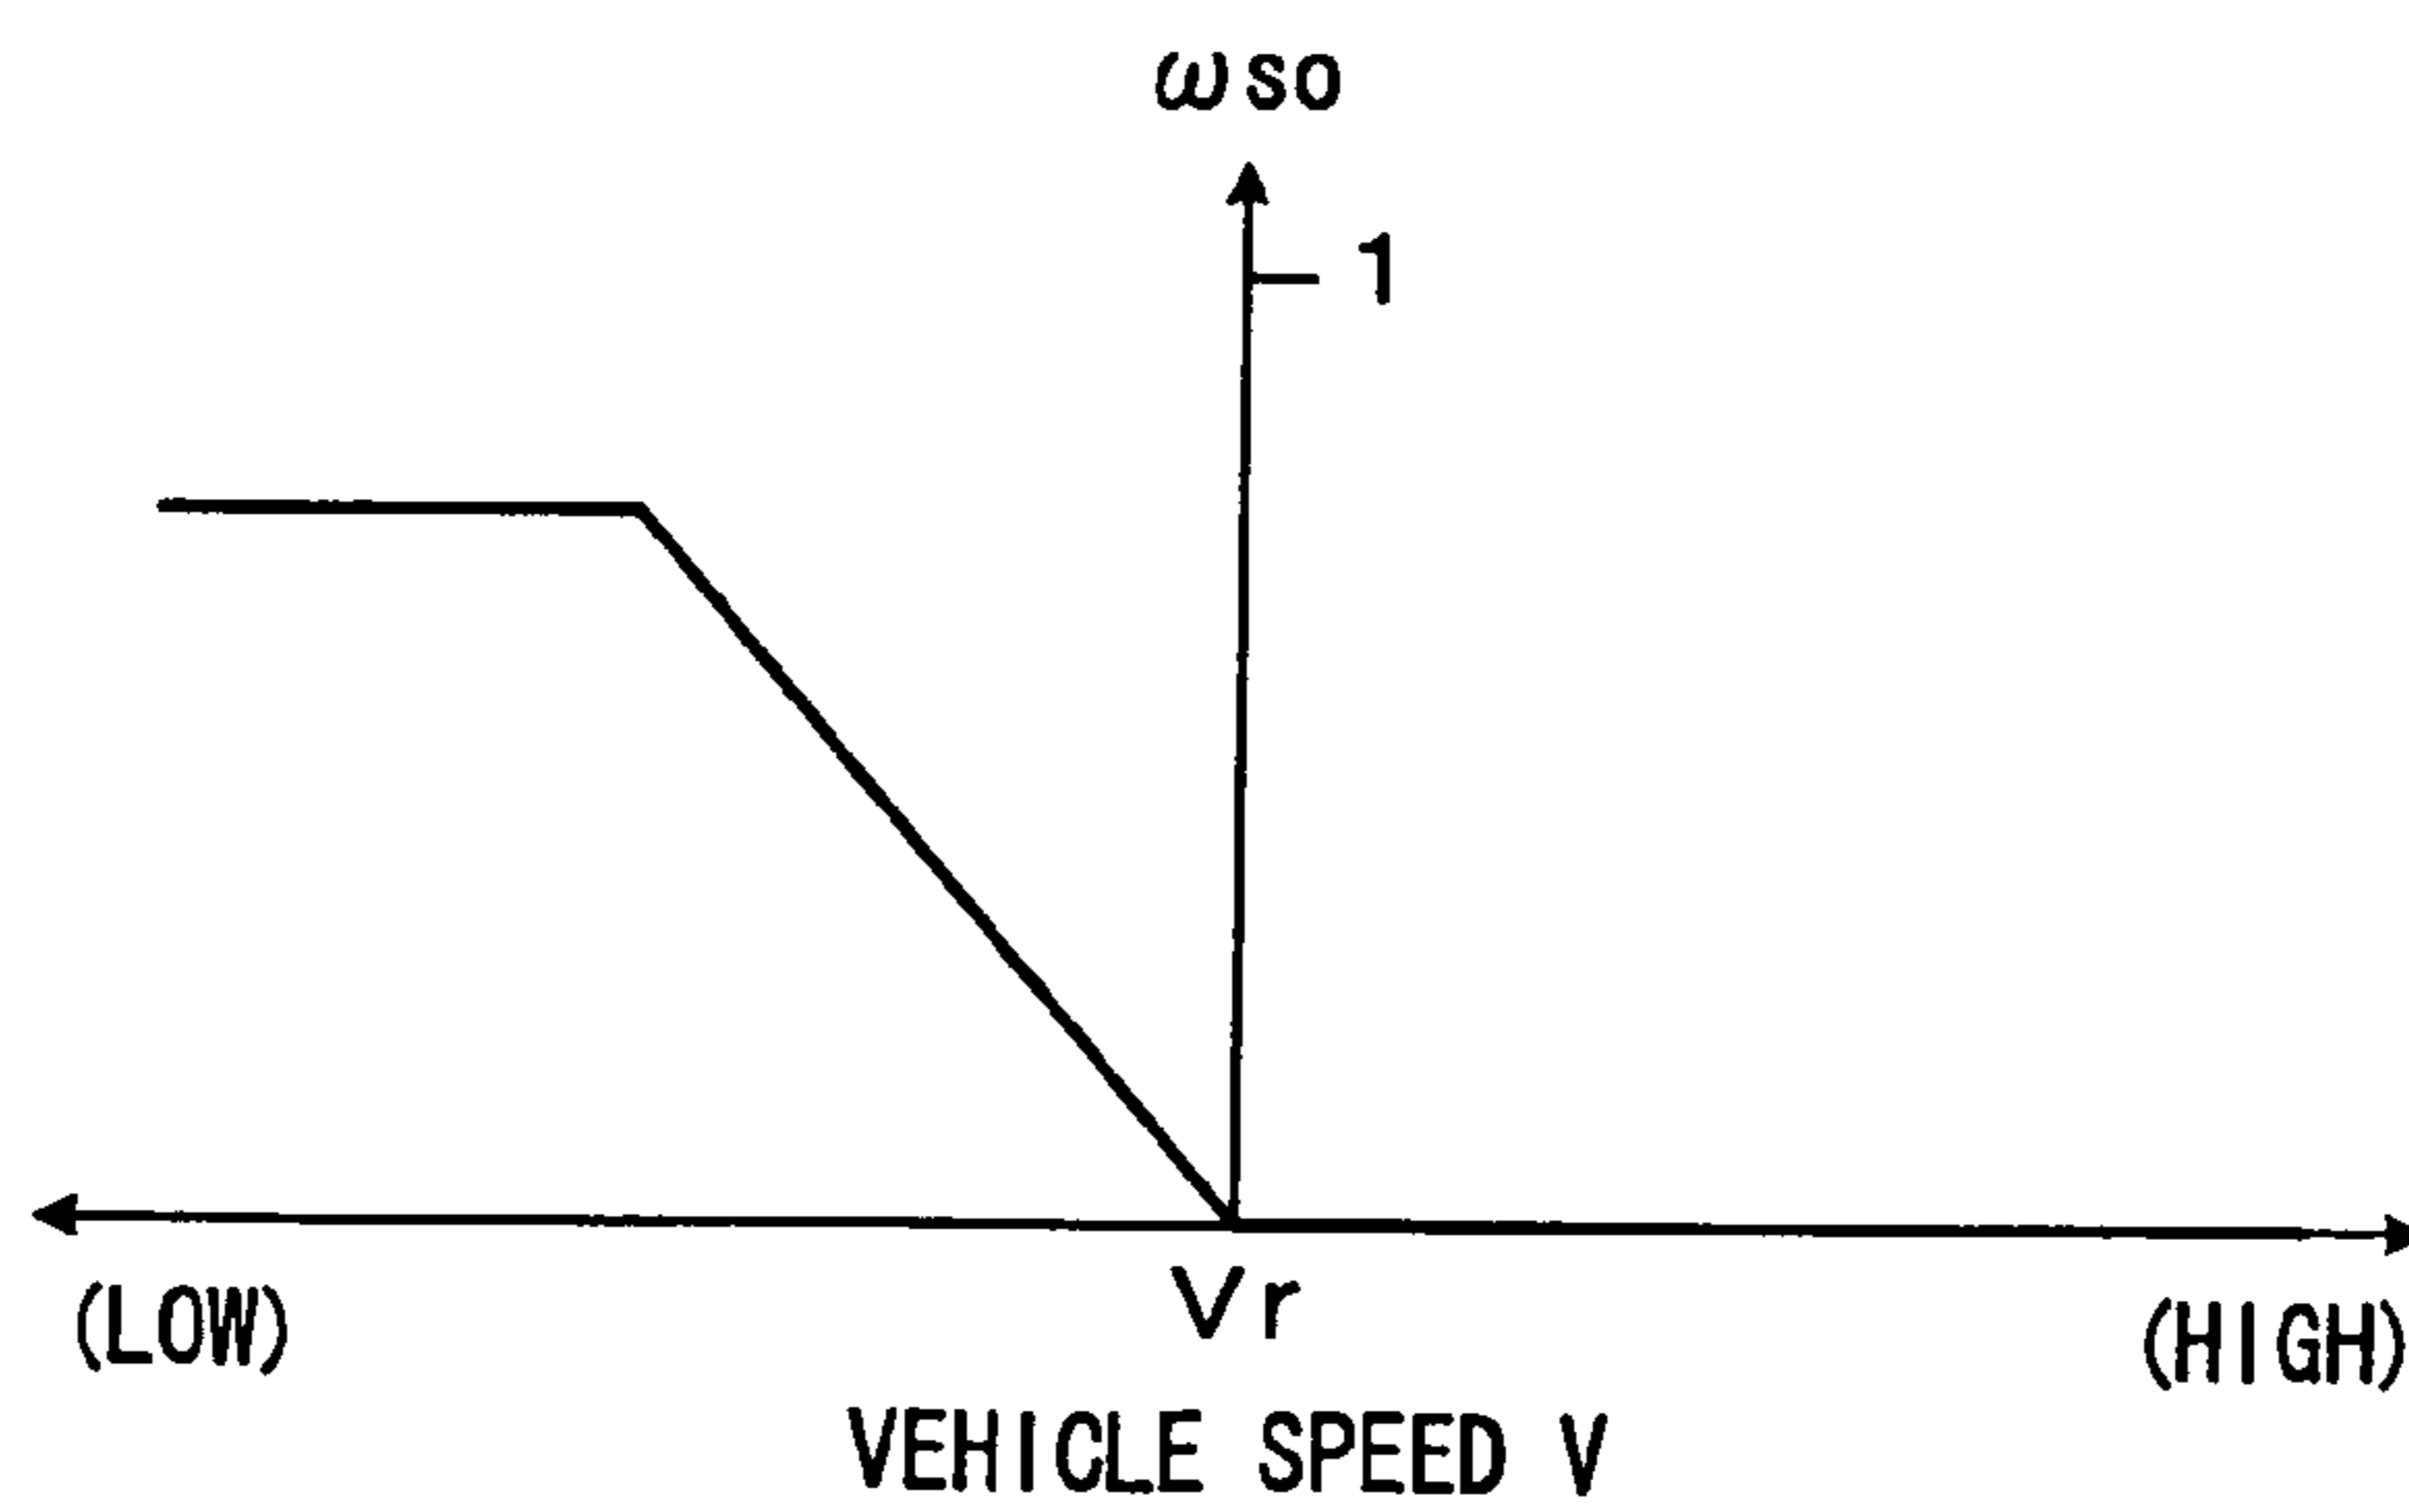 ωso
1
Vr
(LOW)
(HIGH)
VEHICLE SPEED V